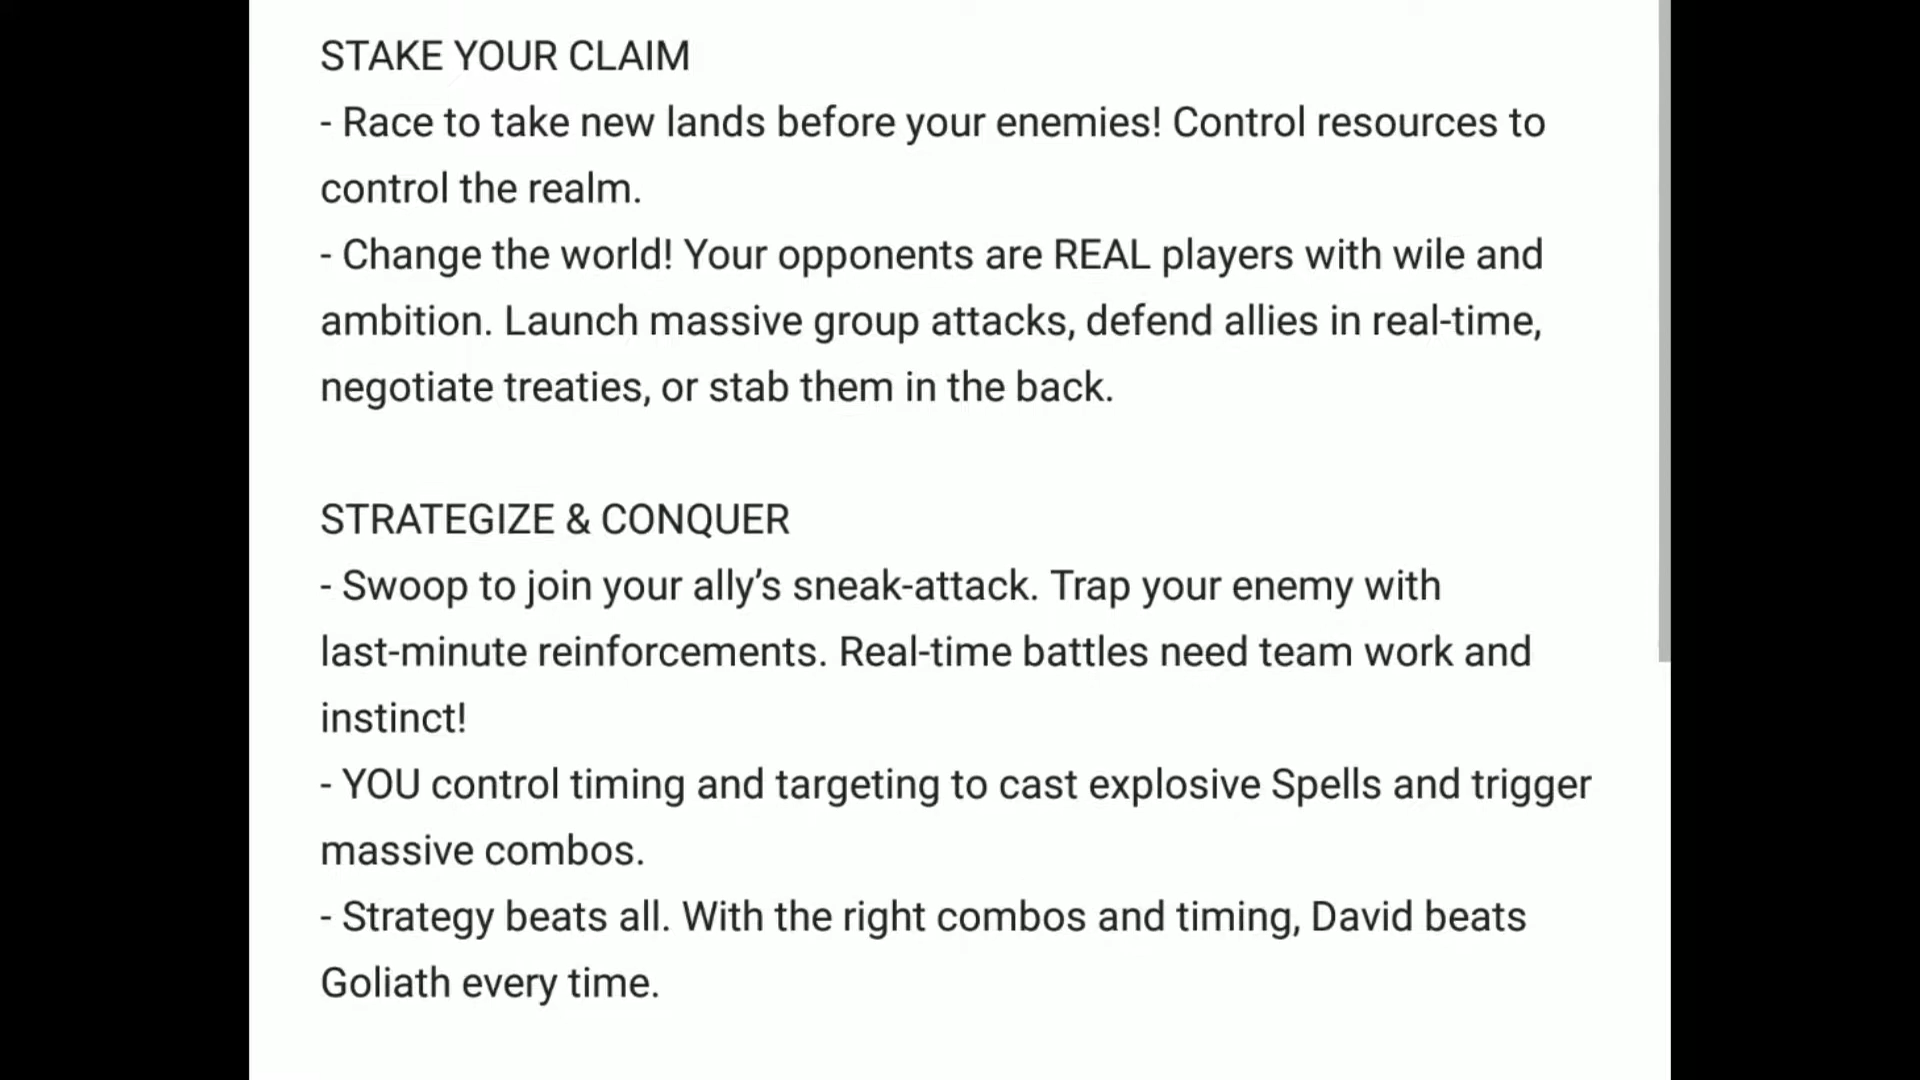 STAKE YOUR CLAIM
- Race to take new lands before your enemies! Control resources to
control the realm.
- Change the world! Your opponents are REAL players with wile and
ambition. Launch massive group attacks, defend allies in real-time,
negotiate treaties, or stab them in the back.
STRATEGIZE & CONQUER
- Swoop to join your ally’s sneak-attack. Trap your enemy with
last-minute reinforcements. Real-time battles need team work and
instinct!
- YOU control timing and targeting to cast explosive Spells and trigger
massive combos.
- Strategy beats all. With the right combos and timing, David beats
Goliath every time.